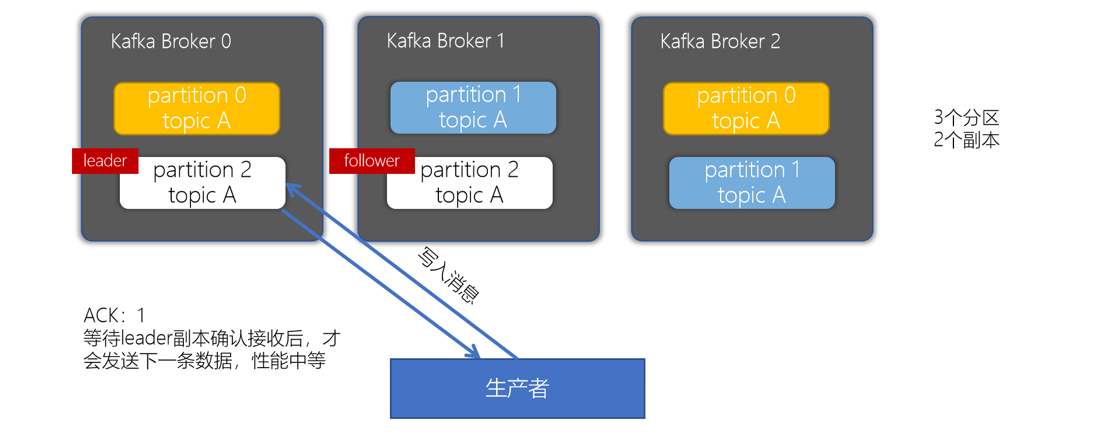 Kafka Broker 0
partition 0
topic A
leader
partition 2
topic A
Kafka Broker 1
partition 1
topic A
follower
partition 2
topic A
Kafka Broker 2
partition 0
topic A
partition 1
topic A
3个分区
2个副本
写入消息
ACK：1
等待leader副本确认接收后，才
会发送下一条数据，性能中等
生产者